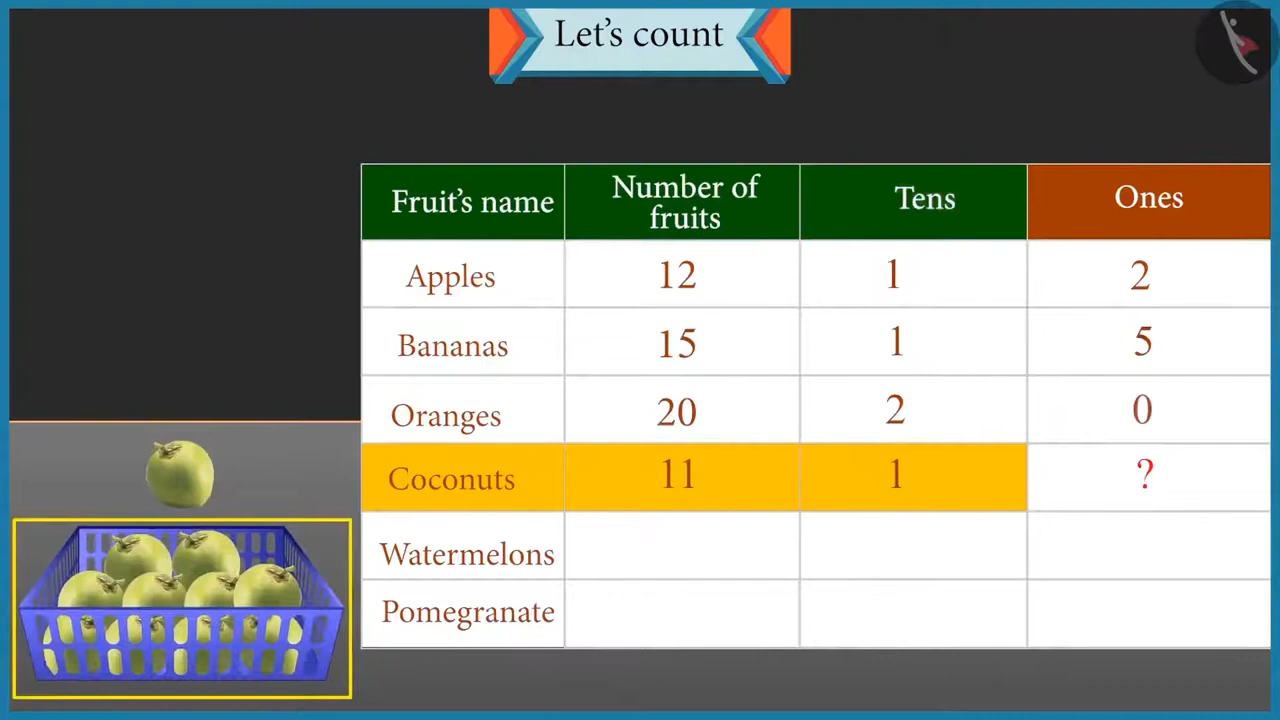 Let's count
Fruit's name Number of fruits Tens Ones
Apples 12 1 2
Bananas 15 1 5
Oranges 20 2 0
Coconuts 11 1 ?
Watermelons
Pomegranate